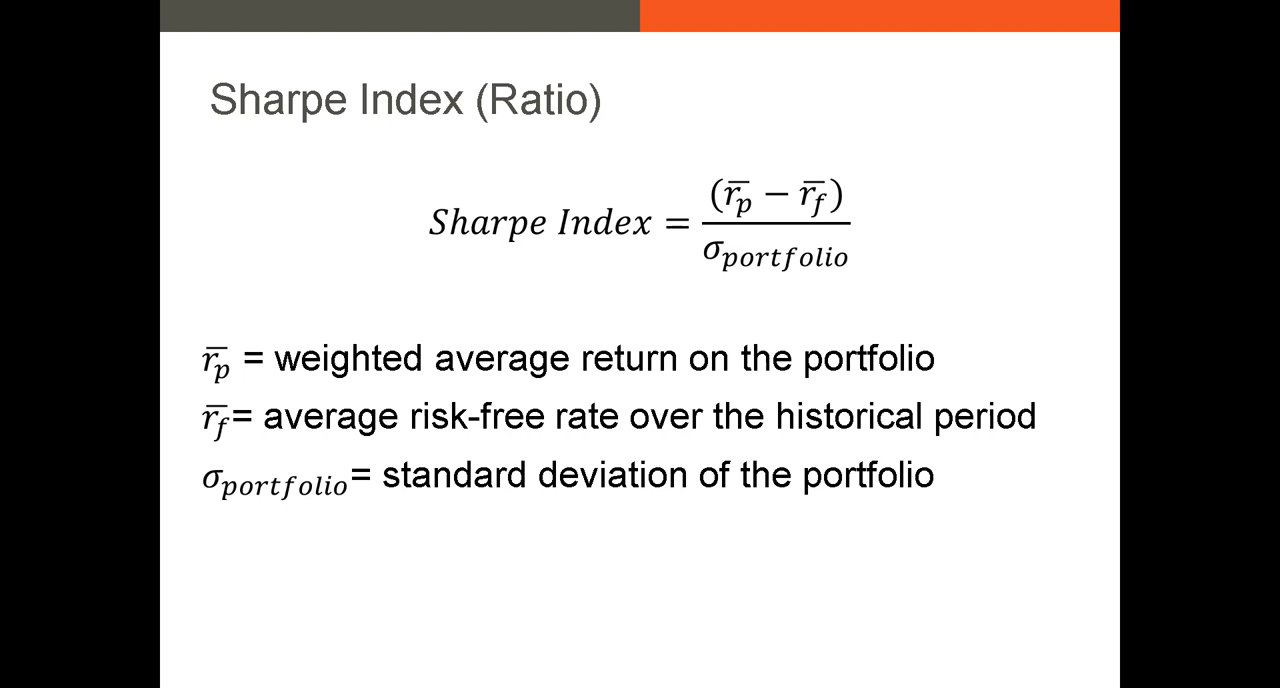 Sharpe Index (Ratio)
Sharpe Index = (r̅p − r̅f) / σportfolio
r̅p = weighted average return on the portfolio
r̅f= average risk-free rate over the historical period
σportfolio= standard deviation of the portfolio